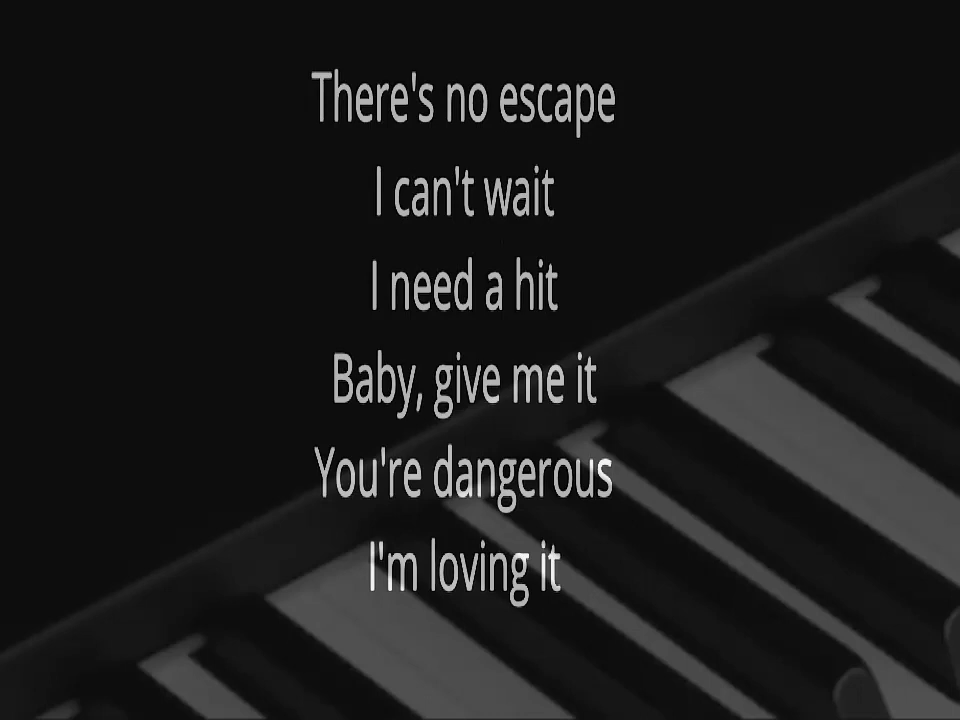 There's no escape
I can't wait
I need a hit
Baby, give me it
You're dangerous
I'm loving it